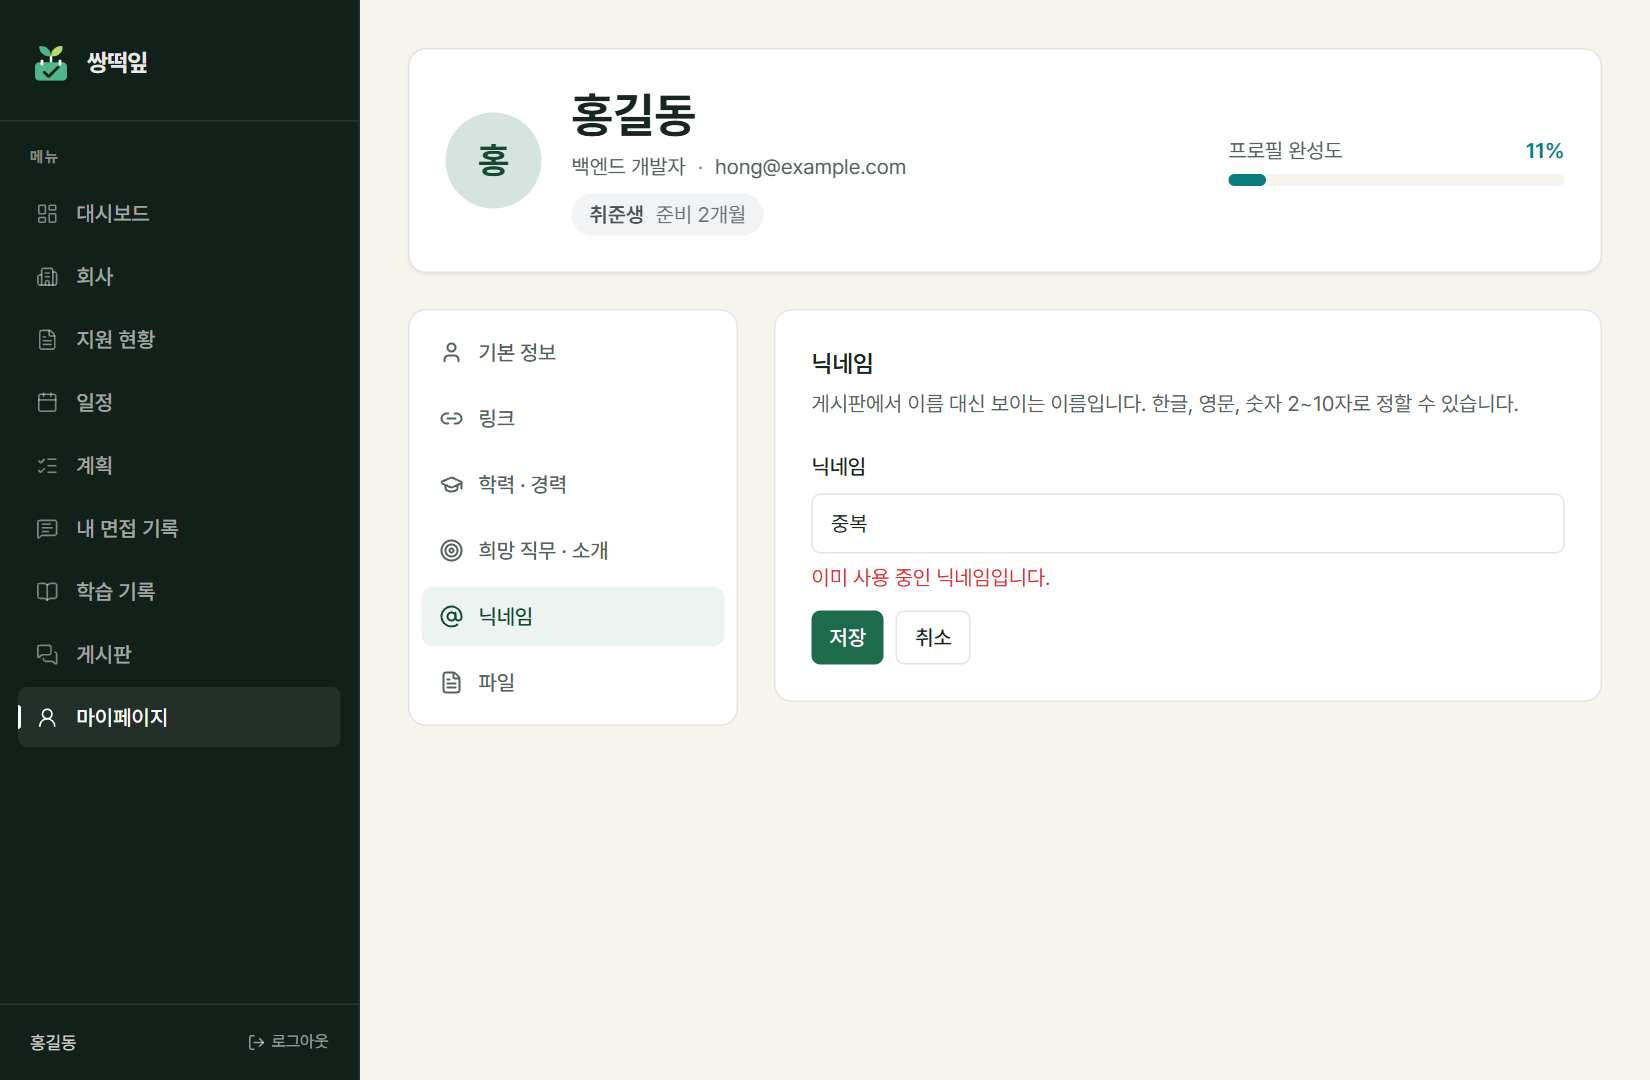 쌍떡잎
메뉴
대시보드
회사
지원 현황
일정
계획
내 면접 기록
학습 기록
게시판
마이페이지
홍길동
로그아웃
홍
홍길동
백엔드 개발자 · hong@example.com
취준생 준비 2개월
프로필 완성도 11%
기본 정보
링크
학력 · 경력
희망 직무 · 소개
닉네임
파일
닉네임
게시판에서 이름 대신 보이는 이름입니다. 한글, 영문, 숫자 2~10자로 정할 수 있습니다.
닉네임
중복
이미 사용 중인 닉네임입니다.
저장 취소